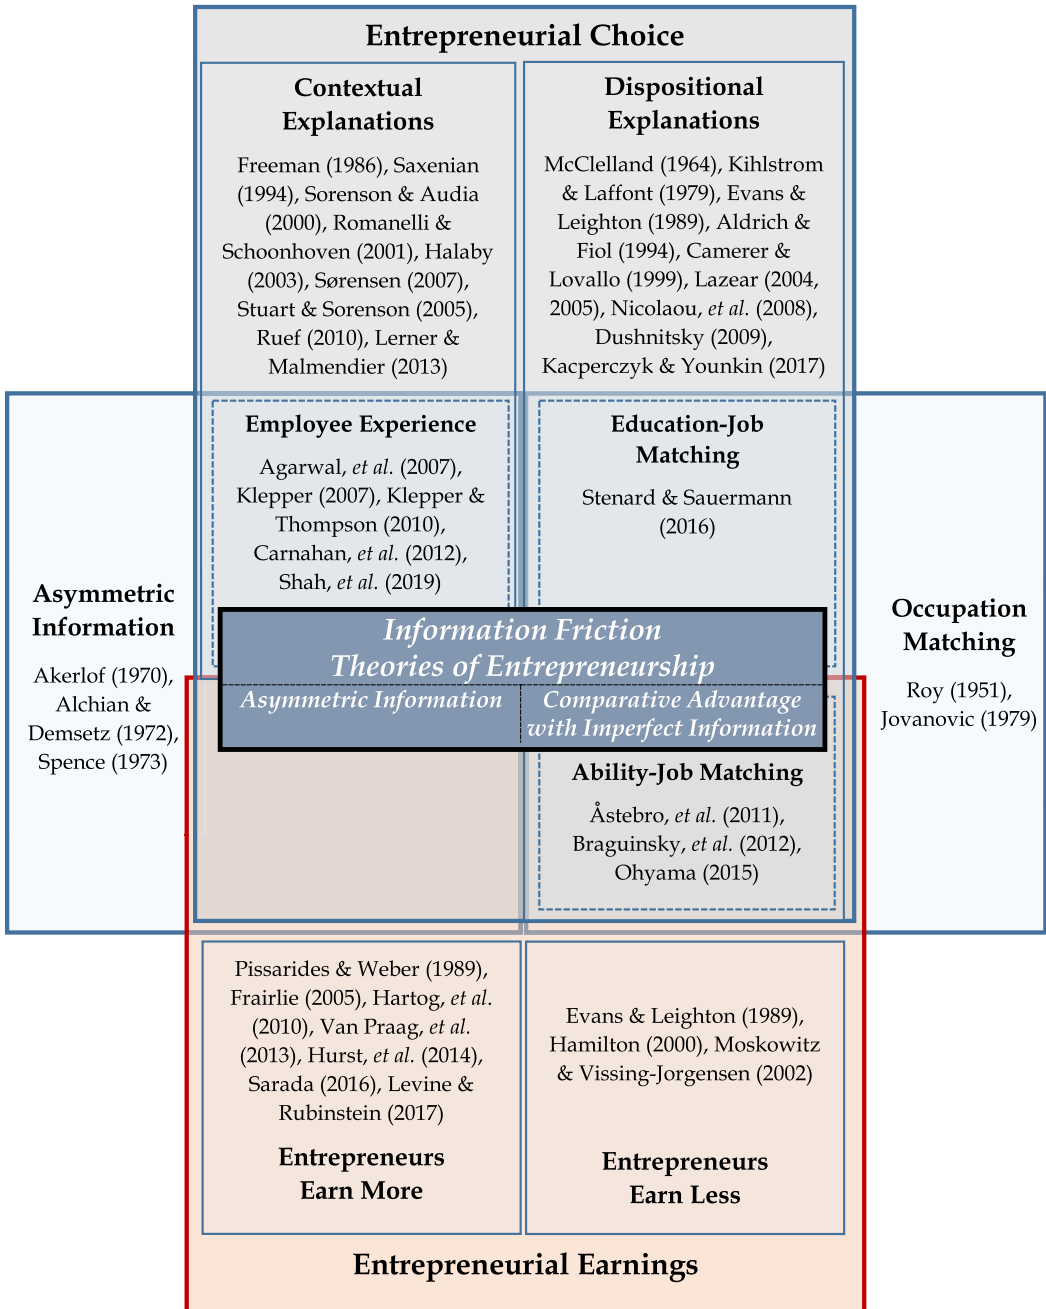 Entrepreneurial Choice
Contextual
Explanations
Freeman (1986), Saxenian
(1994), Sorenson & Audia
(2000), Romanelli &
Schoonhoven (2001), Halaby
(2003), Sørensen (2007),
Stuart & Sorenson (2005),
Ruef (2010), Lerner &
Malmendier (2013)
Dispositional
Explanations
McClelland (1964), Kihlstrom
& Laffont (1979), Evans &
Leighton (1989), Aldrich &
Fiol (1994), Camerer &
Lovallo (1999), Lazear (2004,
2005), Nicolaou, et al. (2008),
Dushnitsky (2009),
Kacperczyk & Younkin (2017)
Employee Experience
Agarwal, et al. (2007),
Klepper (2007), Klepper &
Thompson (2010),
Carnahan, et al. (2012),
Shah, et al. (2019)
Education-Job
Matching
Stenard & Sauermann
(2016)
Asymmetric
Information
Akerlof (1970),
Alchian &
Demsetz (1972),
Spence (1973)
Information Friction
Theories of Entrepreneurship
Asymmetric Information
Comparative Advantage
with Imperfect Information
Occupation
Matching
Roy (1951),
Jovanovic (1979)
Ability-Job Matching
Åstebro, et al. (2011),
Braguinsky, et al. (2012),
Ohyama (2015)
Pissarides & Weber (1989),
Frairlie (2005), Hartog, et al.
(2010), Van Praag, et al.
(2013), Hurst, et al. (2014),
Sarada (2016), Levine &
Rubinstein (2017)
Entrepreneurs
Earn More
Evans & Leighton (1989),
Hamilton (2000), Moskowitz
& Vissing-Jorgensen (2002)
Entrepreneurs
Earn Less
Entrepreneurial Earnings